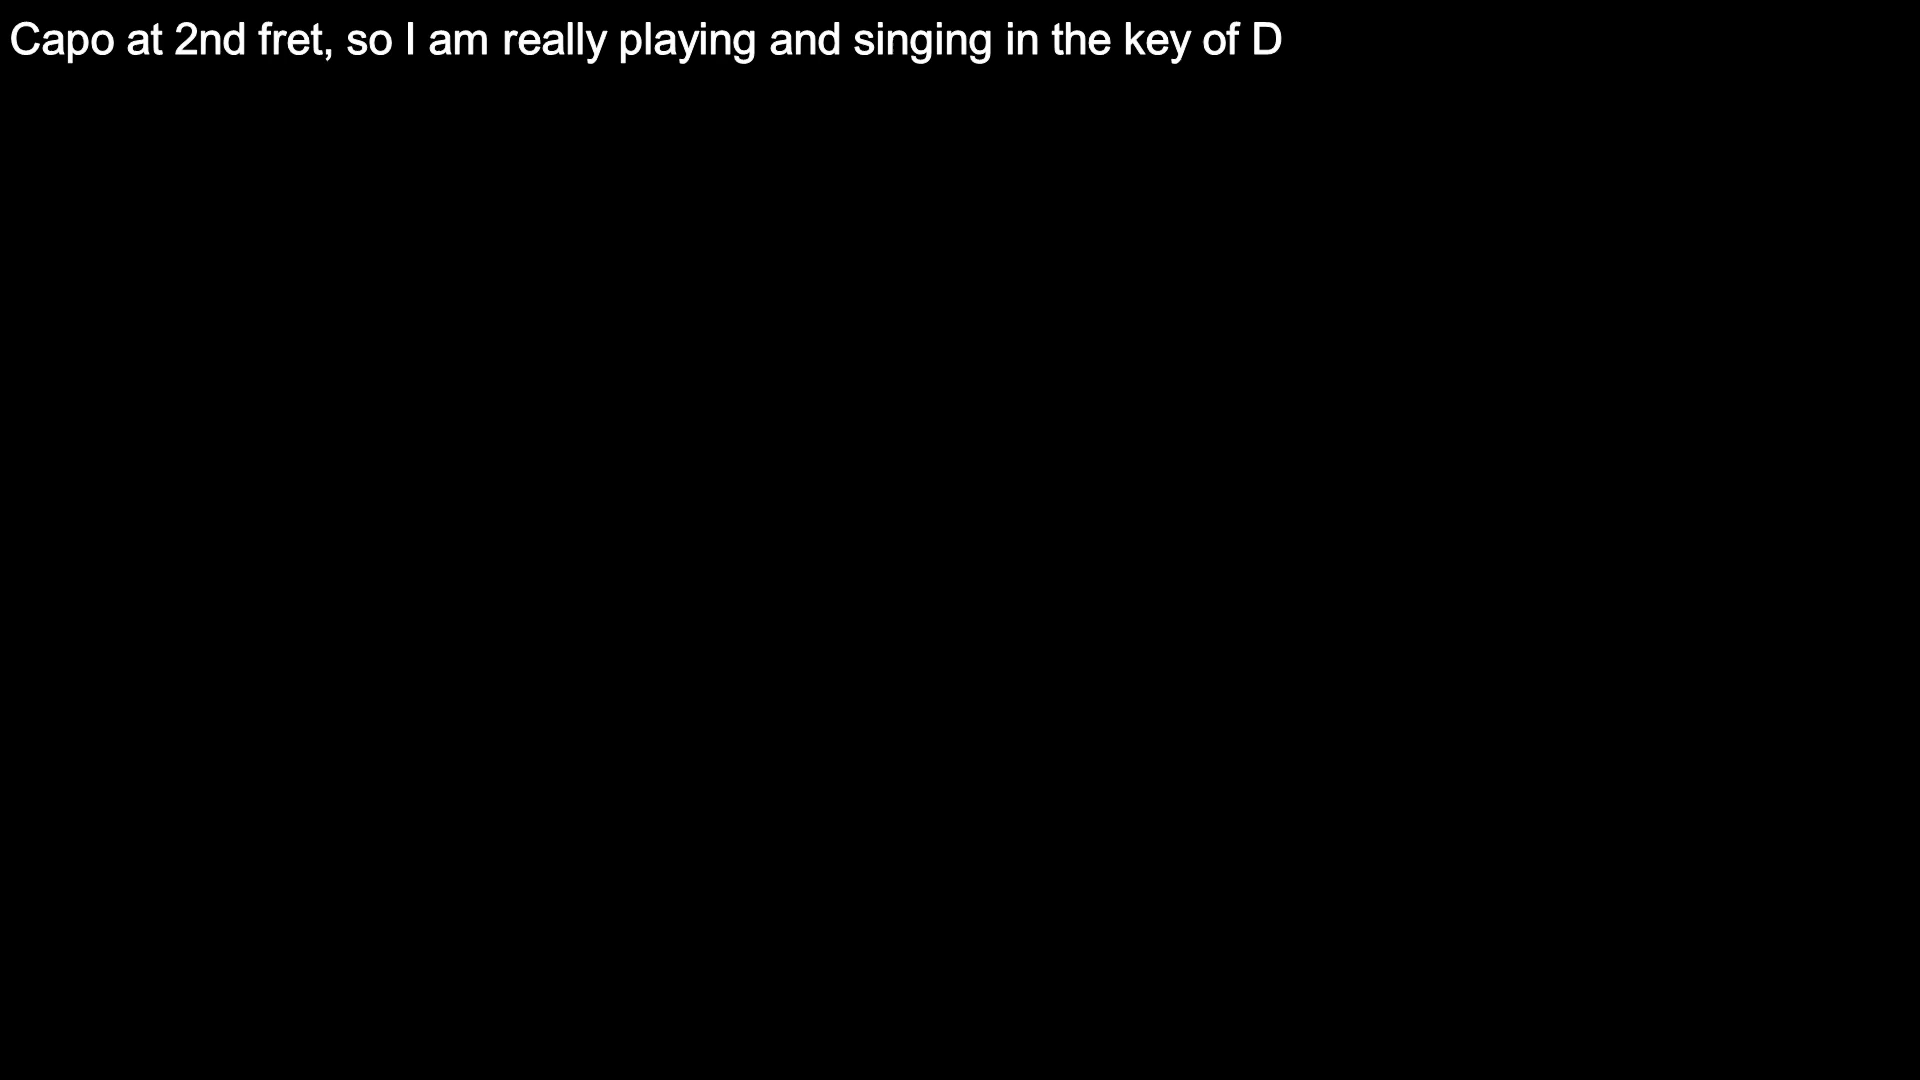 Capo at 2nd fret, so I am really playing and singing in the key of D